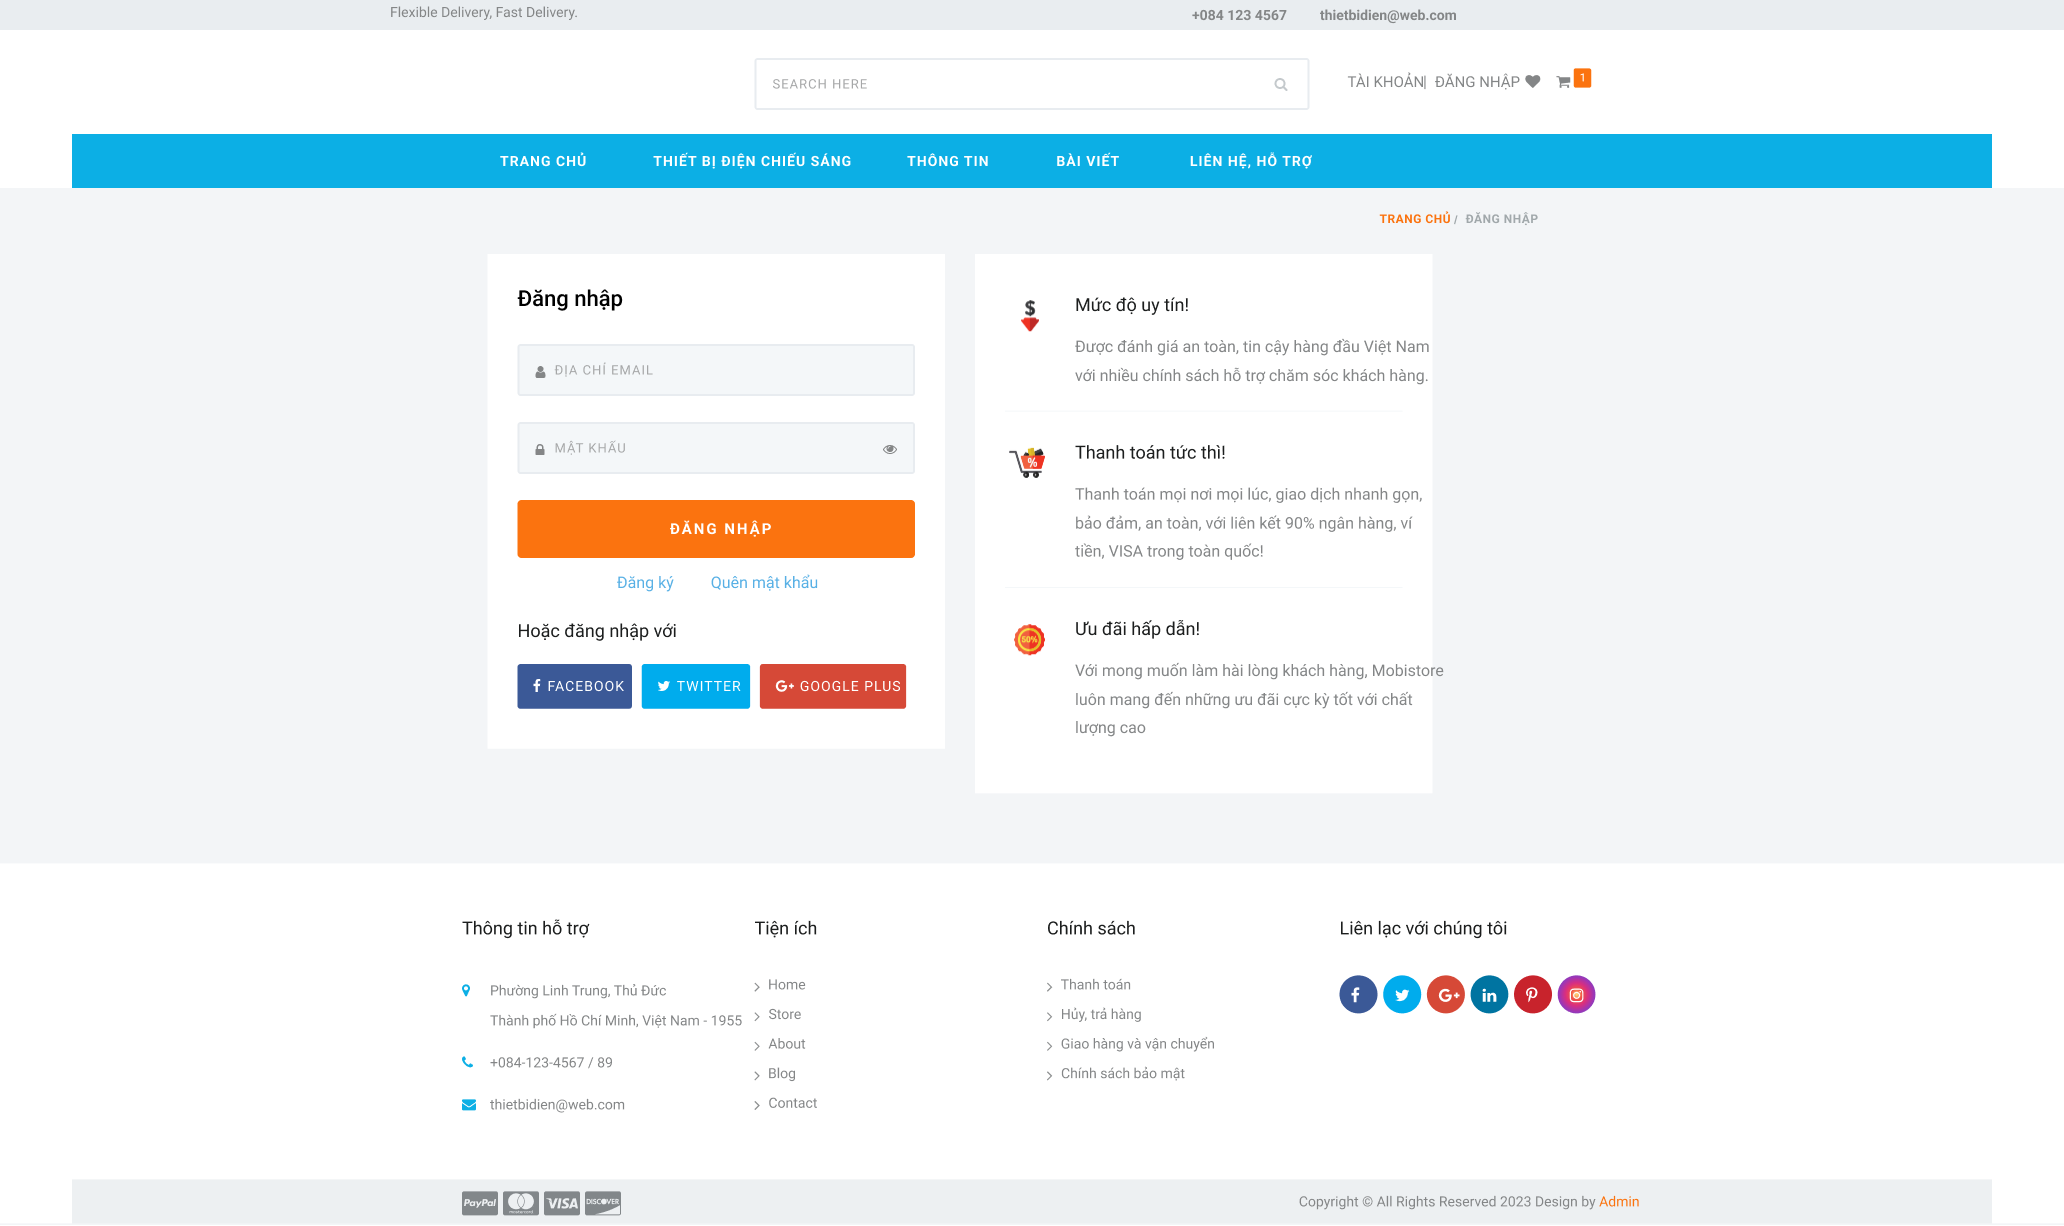 Flexible Delivery, Fast Delivery.
+084 123 4567 thietbidien@web.com
SEARCH HERE
TÀI KHOẢN| ĐĂNG NHẬP 1
TRANG CHỦ THIẾT BỊ ĐIỆN CHIẾU SÁNG THÔNG TIN BÀI VIẾT LIÊN HỆ, HỖ TRỢ
TRANG CHỦ / ĐĂNG NHẬP
Đăng nhập
ĐỊA CHỈ EMAIL
MẬT KHẨU
ĐĂNG NHẬP
Đăng ký Quên mật khẩu
Hoặc đăng nhập với
FACEBOOK TWITTER GOOGLE PLUS
Mức độ uy tín!
Được đánh giá an toàn, tin cậy hàng đầu Việt Nam
với nhiều chính sách hỗ trợ chăm sóc khách hàng.
Thanh toán tức thì!
Thanh toán mọi nơi mọi lúc, giao dịch nhanh gọn,
bảo đảm, an toàn, với liên kết 90% ngân hàng, ví
tiền, VISA trong toàn quốc!
50%
Ưu đãi hấp dẫn!
Với mong muốn làm hài lòng khách hàng, Mobistore
luôn mang đến những ưu đãi cực kỳ tốt với chất
lượng cao
Thông tin hỗ trợ
Phường Linh Trung, Thủ Đức
Thành phố Hồ Chí Minh, Việt Nam - 1955
+084-123-4567 / 89
thietbidien@web.com
Tiện ích
Home
Store
About
Blog
Contact
Chính sách
Thanh toán
Hủy, trả hàng
Giao hàng và vận chuyển
Chính sách bảo mật
Liên lạc với chúng tôi
PayPal VISA DISCOVER
Copyright © All Rights Reserved 2023 Design by Admin